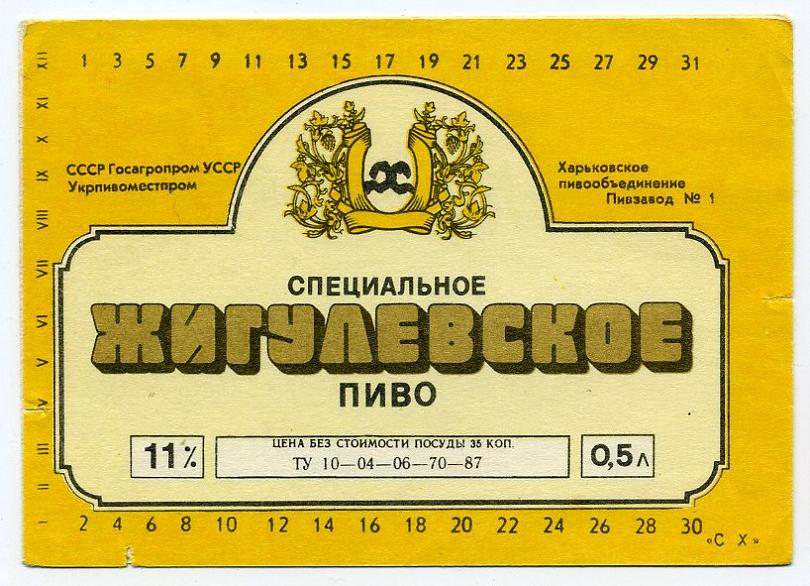 1 3 5 7 9 11 13 15 17 19 21 23 25 27 29 31
XII
XI
X
IX
VIII
VII
VI
V
III
II
I
СССР Госагропром УССР
Укрпивоместпром
Харьковское
пивообъединение
Пивзавод № 1
СПЕЦИАЛЬНОЕ
ЖИГУЛЕВСКОЕ
ПИВО
11%
ЦЕНА БЕЗ СТОИМОСТИ ПОСУДЫ 35 КОП.
ТУ 10—04—06—70—87
0,5л
2 4 6 8 10 12 14 16 18 20 22 24 26 28 30
«С Х»